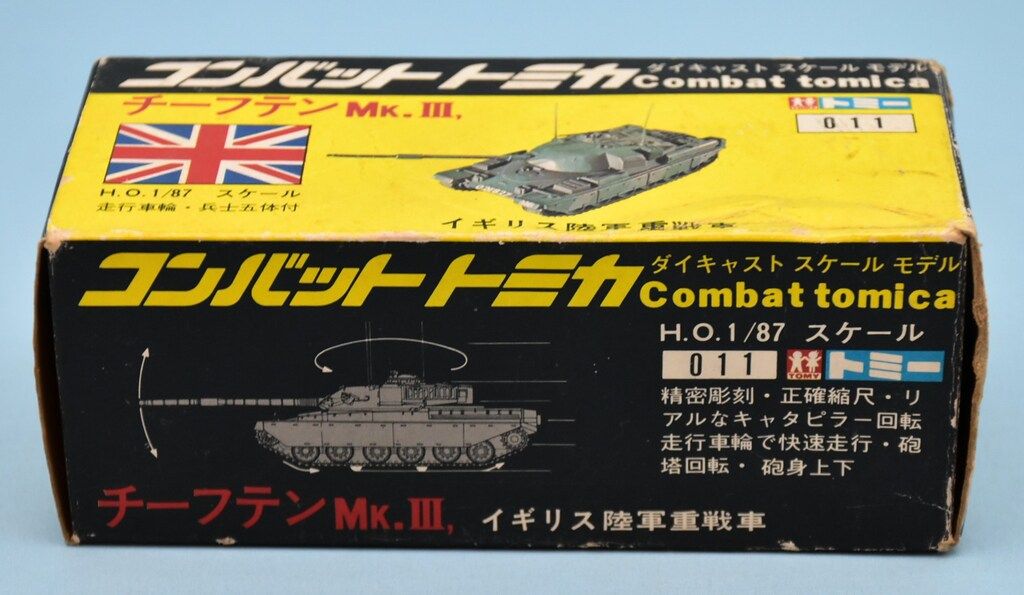 コンバットトミカ
ダイキャスト スケール モデル
Combat tomica
チーフテン Mk.III,
トミー
011
H.O.1/87 スケール
走行車輪・兵士五体付
イギリス陸軍重戦車
コンバットトミカ
ダイキャスト スケール モデル
Combat tomica
H.O.1/87 スケール
011
TOMY
トミー
精密彫刻・正確縮尺・リ
アルなキャタピラー回転
走行車輪で快速走行・砲
塔回転・砲身上下
チーフテン Mk.III,
イギリス陸軍重戦車